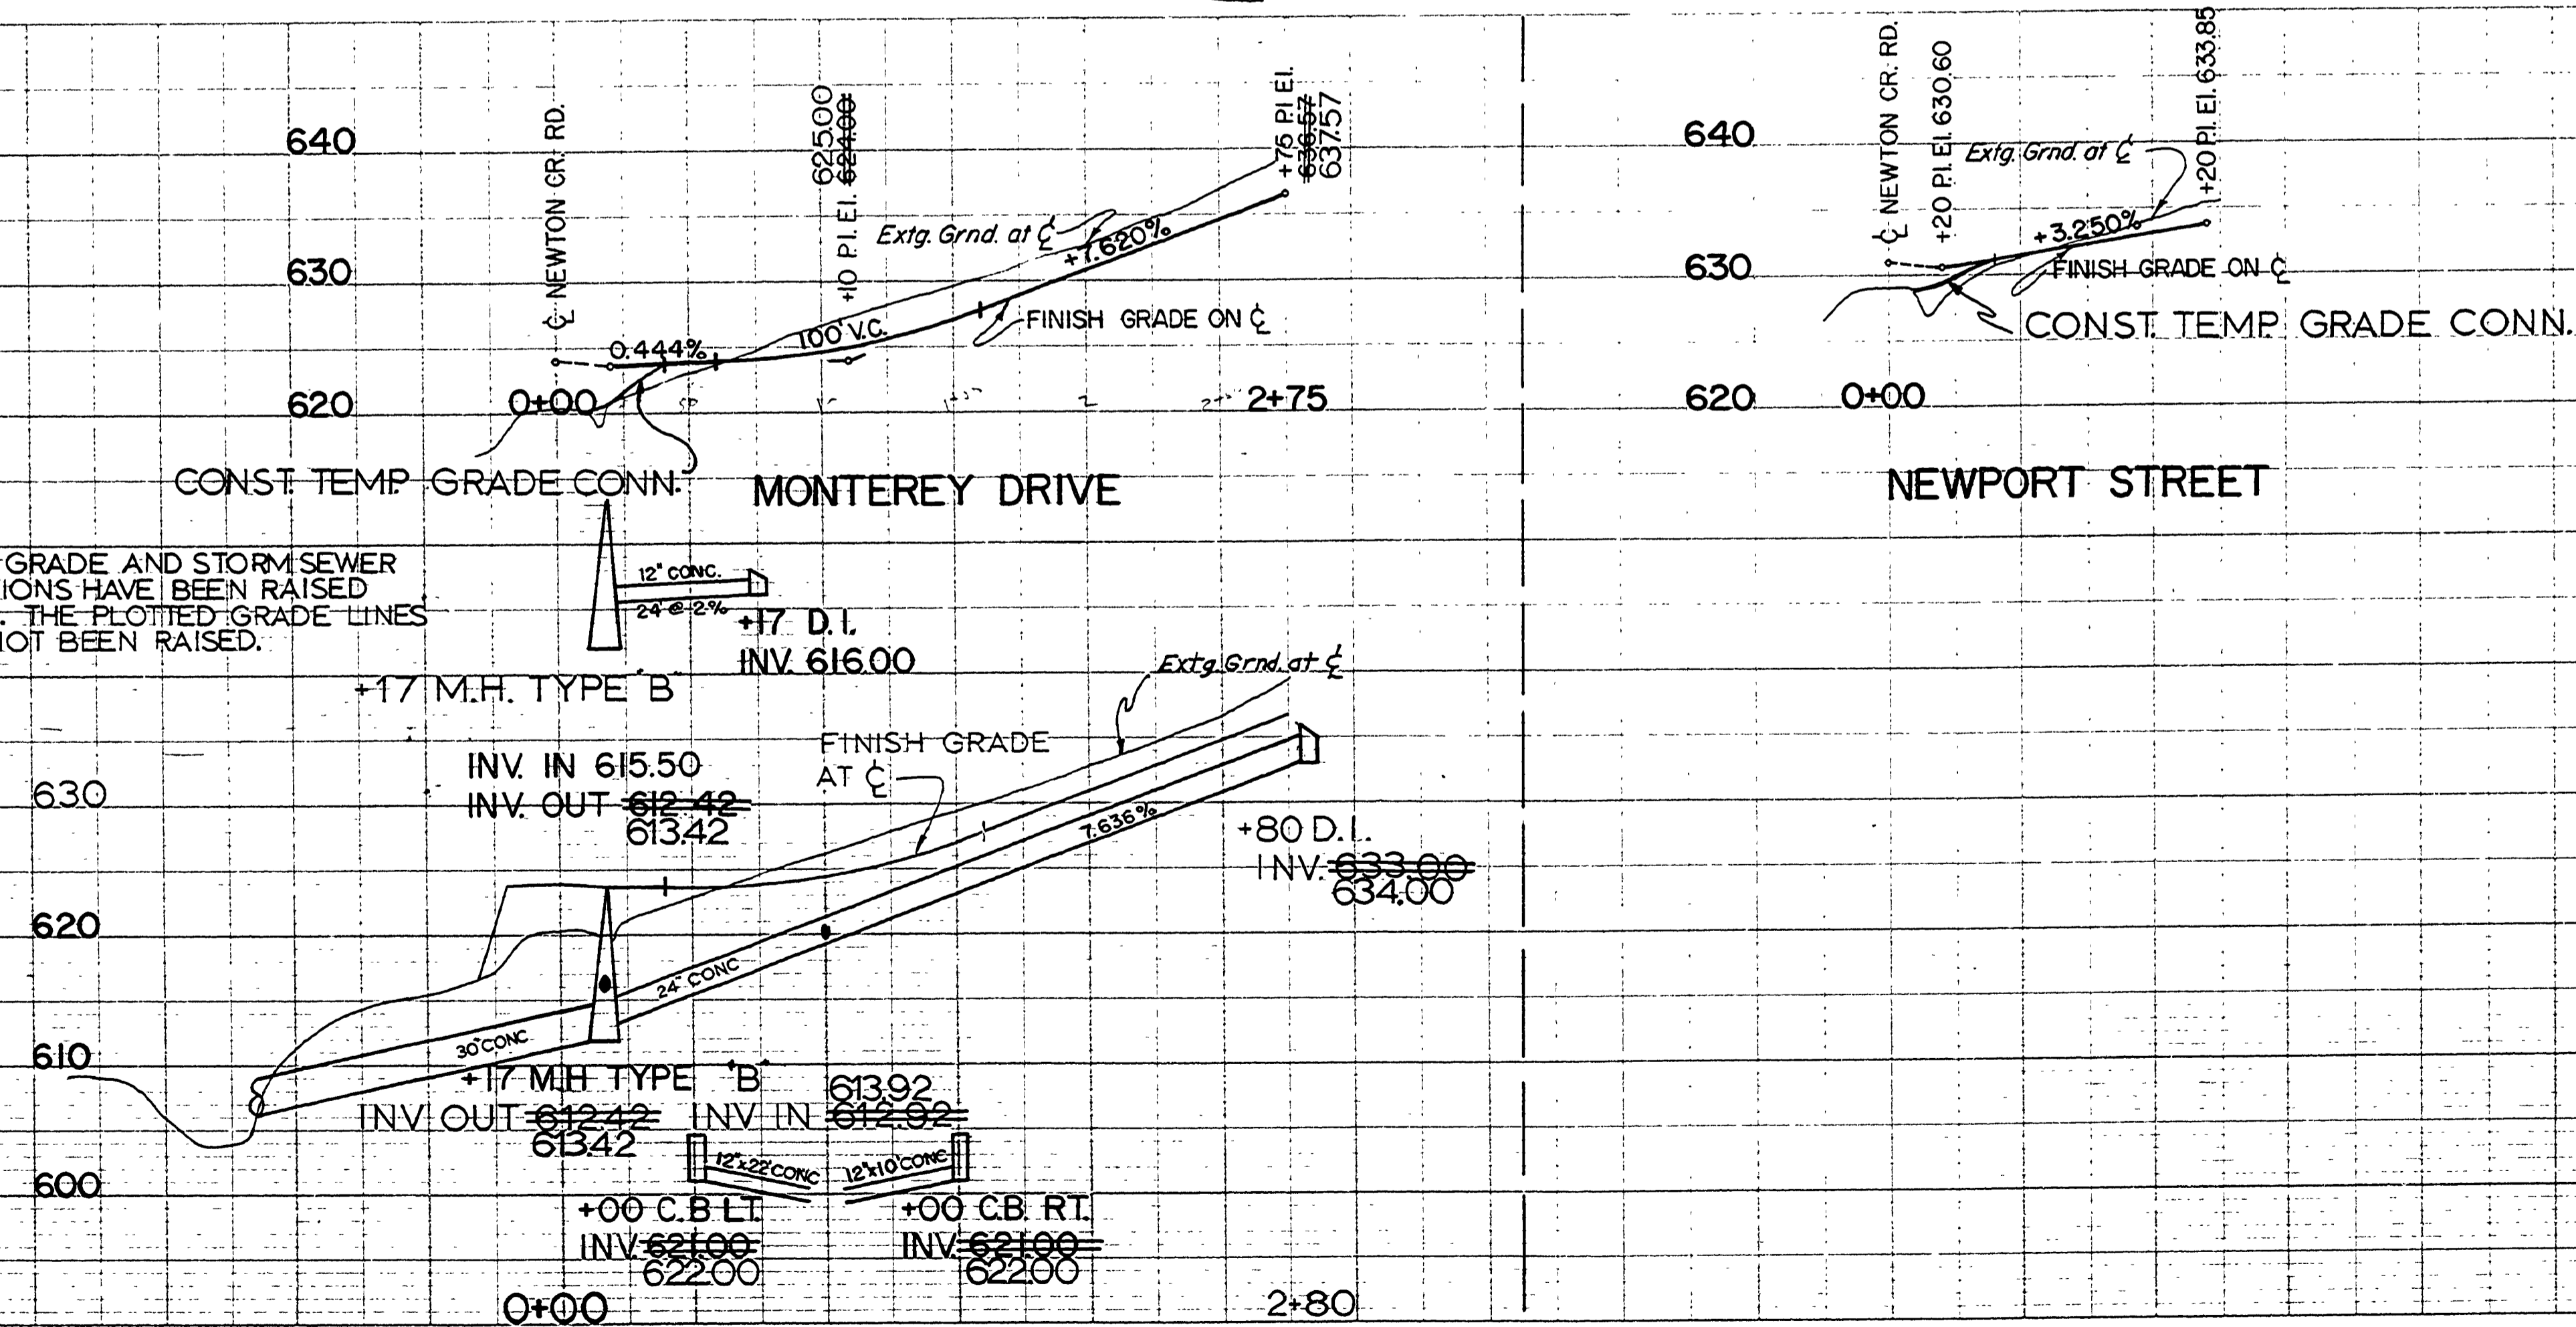 640
630
620
℄ NEWTON CR. RD.
625.00
+10 P.I. El. 624.00
+75 P.I El.
636.57
637.57
Extg. Grnd. at ℄
+7.620%
0.444%
100' V.C.
FINISH GRADE ON ℄
0+00
50
2
2+75
CONST. TEMP. GRADE CONN.
MONTEREY DRIVE
640
630
620
℄ NEWTON CR. RD.
+20 P.I. El. 630.60
Extg. Grnd. at ℄
+20 P.I. El. 633.85
+3.250%
FINISH GRADE ON ℄
CONST. TEMP. GRADE CONN.
0+00
NEWPORT STREET
GRADE AND STORM SEWER
IONS HAVE BEEN RAISED
. THE PLOTTED GRADE LINES
NOT BEEN RAISED.
12" CONC.
24' @ 2%
+17 D.I.
INV. 616.00
+17 M.H. TYPE "B"
INV. IN 615.50
INV. OUT 612.42
613.42
FINISH GRADE
AT ℄
Extg. Grnd. at ℄
7.636%
+80 D.I.
INV. 633.00
634.00
630
620
610
600
24" CONC
30" CONC
+17 M.H TYPE "B"
INV OUT 612.42
613.42
613.92
INV IN 612.92
12"x22' CONC
12"x10' CONC
+00 C.B LT.
INV. 621.00
622.00
+00 C.B. RT.
INV. 621.00
622.00
0+00
2+80